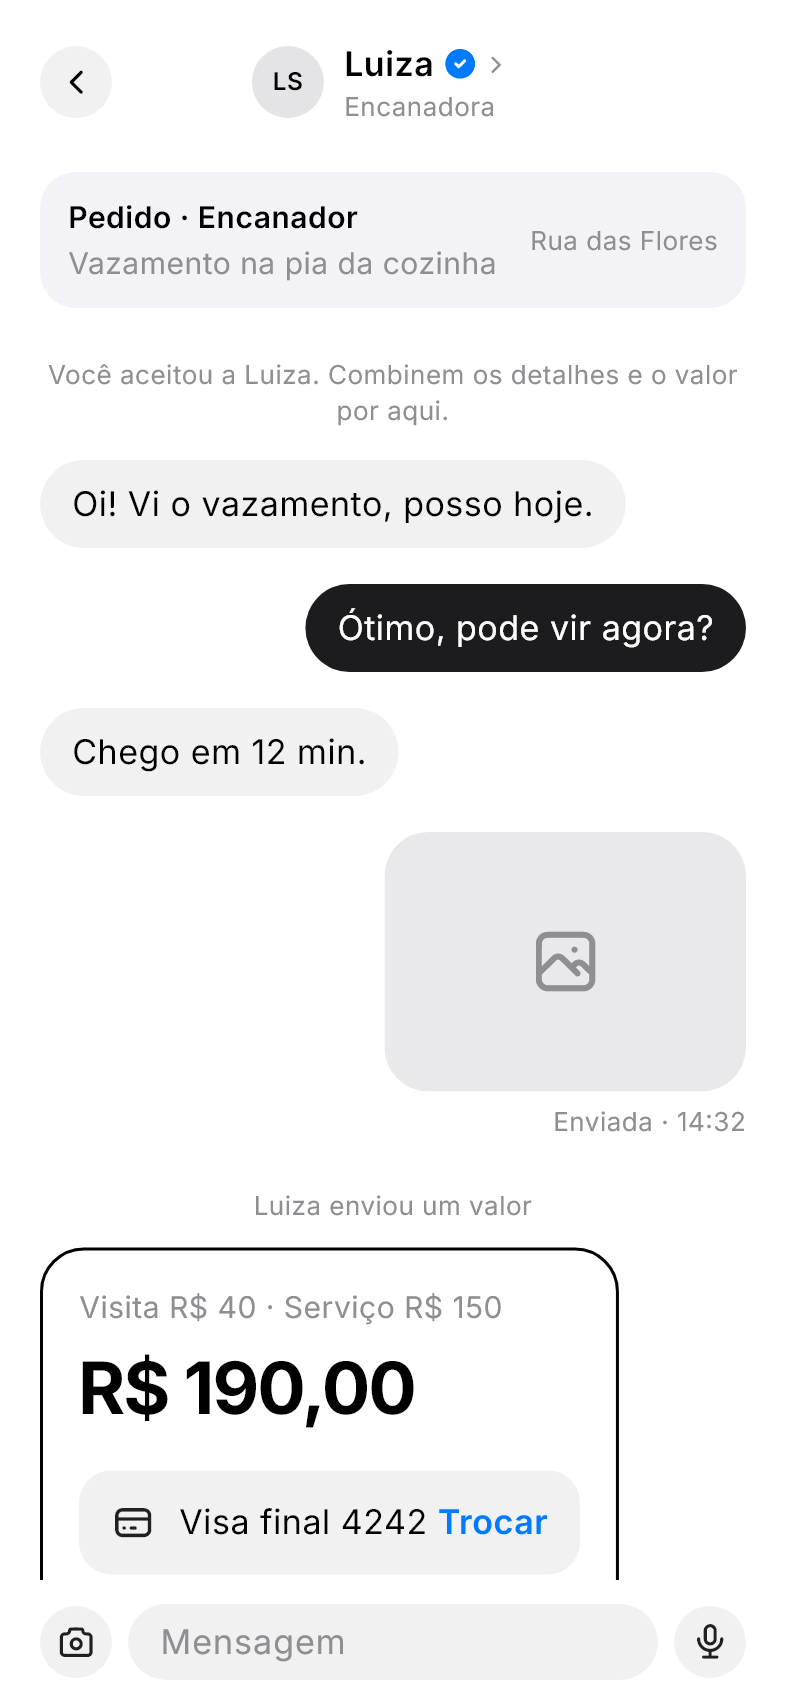 LS
Luiza
Encanadora
Pedido · Encanador
Vazamento na pia da cozinha
Rua das Flores
Você aceitou a Luiza. Combinem os detalhes e o valor
por aqui.
Oi! Vi o vazamento, posso hoje.
Ótimo, pode vir agora?
Chego em 12 min.
Enviada · 14:32
Luiza enviou um valor
Visita R$ 40 · Serviço R$ 150
R$ 190,00
Visa final 4242 Trocar
Mensagem